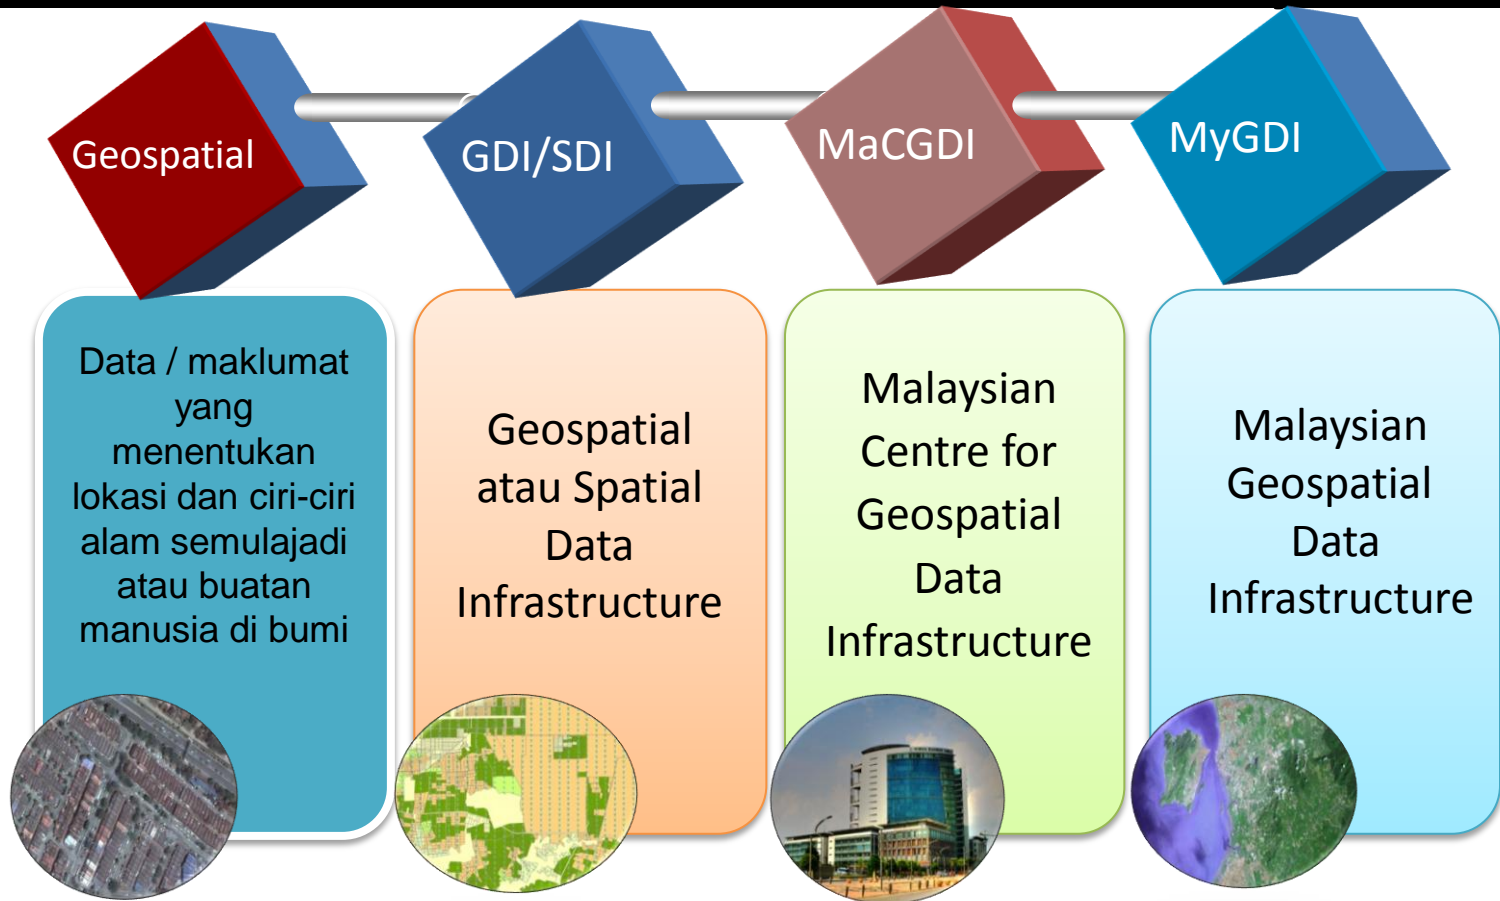 Geospatial
GDI/SDI
MaCGDI
MyGDI
Data / maklumat
yang
menentukan
lokasi dan ciri-ciri
alam semulajadi
atau buatan
manusia di bumi
Geospatial
atau Spatial
Data
Infrastructure
Malaysian
Centre for
Geospatial
Data
Infrastructure
Malaysian
Geospatial
Data
Infrastructure